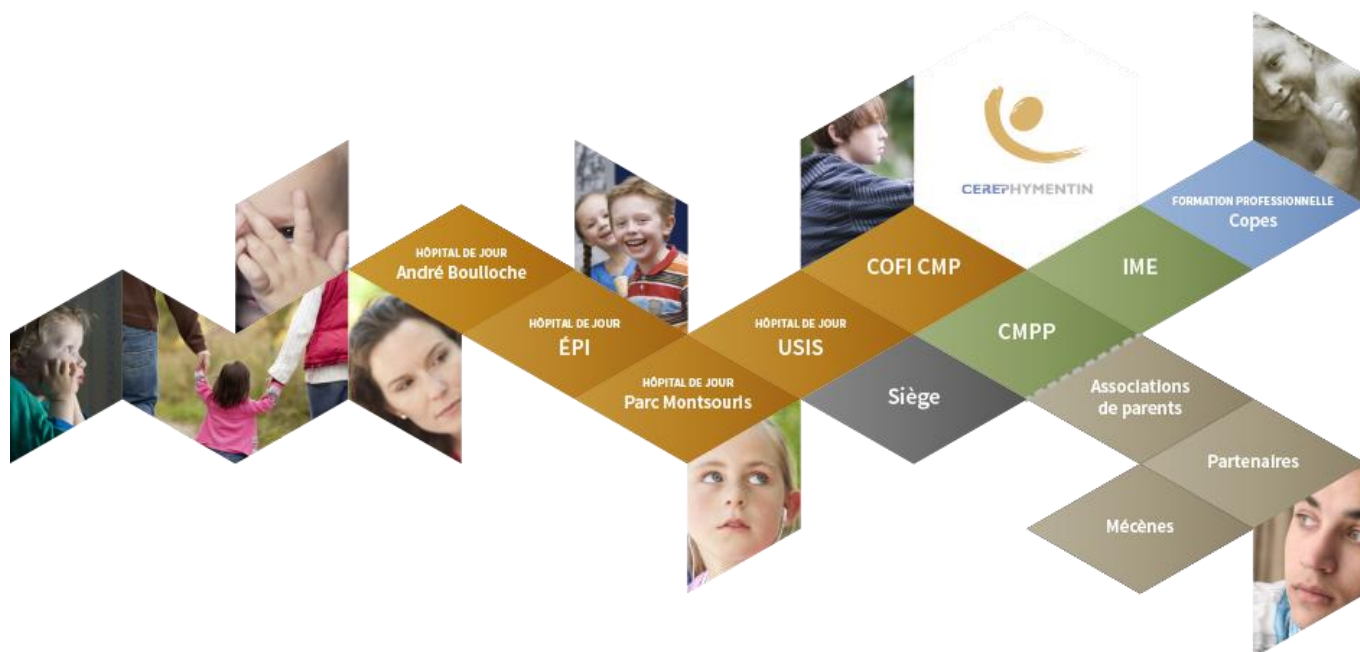 CEREPHYMENTIN
FORMATION PROFESSIONNELLE
Copes
HÔPITAL DE JOUR
André Boulloche
COFI CMP
IME
HÔPITAL DE JOUR
ÉPI
HÔPITAL DE JOUR
USIS
CMPP
HÔPITAL DE JOUR
Parc Montsouris
Siège
Associations
de parents
Partenaires
Mécènes